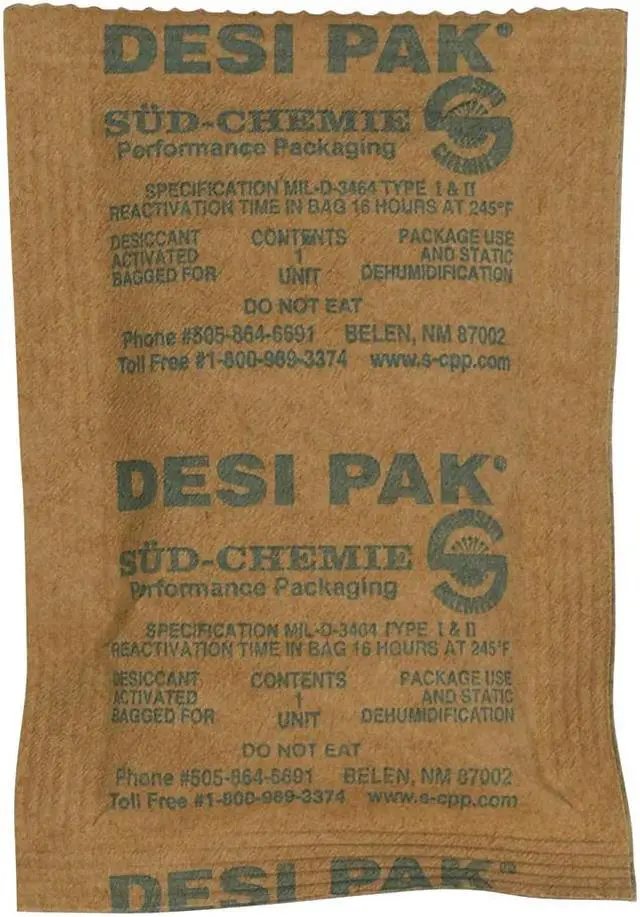 DESI PAK®
SÜD-CHEMIE
Performance Packaging
SPECIFICATION MIL-D-3464 TYPE I & II
REACTIVATION TIME IN BAG 16 HOURS AT 245°F
DESICCANT CONTENTS PACKAGE USE
ACTIVATED 1 AND STATIC
BAGGED FOR UNIT DEHUMIDIFICATION
DO NOT EAT
Phone #505-864-6691 BELEN, NM 87002
Toll Free #1-800-989-3374 www.s-cpp.com
DESI PAK®
SÜD-CHEMIE
Performance Packaging
SPECIFICATION MIL-D-3464 TYPE I & II
REACTIVATION TIME IN BAG 16 HOURS AT 245°F
DESICCANT CONTENTS PACKAGE USE
ACTIVATED 1 AND STATIC
BAGGED FOR UNIT DEHUMIDIFICATION
DO NOT EAT
Phone #505-864-6691 BELEN, NM 87002
Toll Free #1-800-989-3374 www.s-cpp.com
DESI PAK